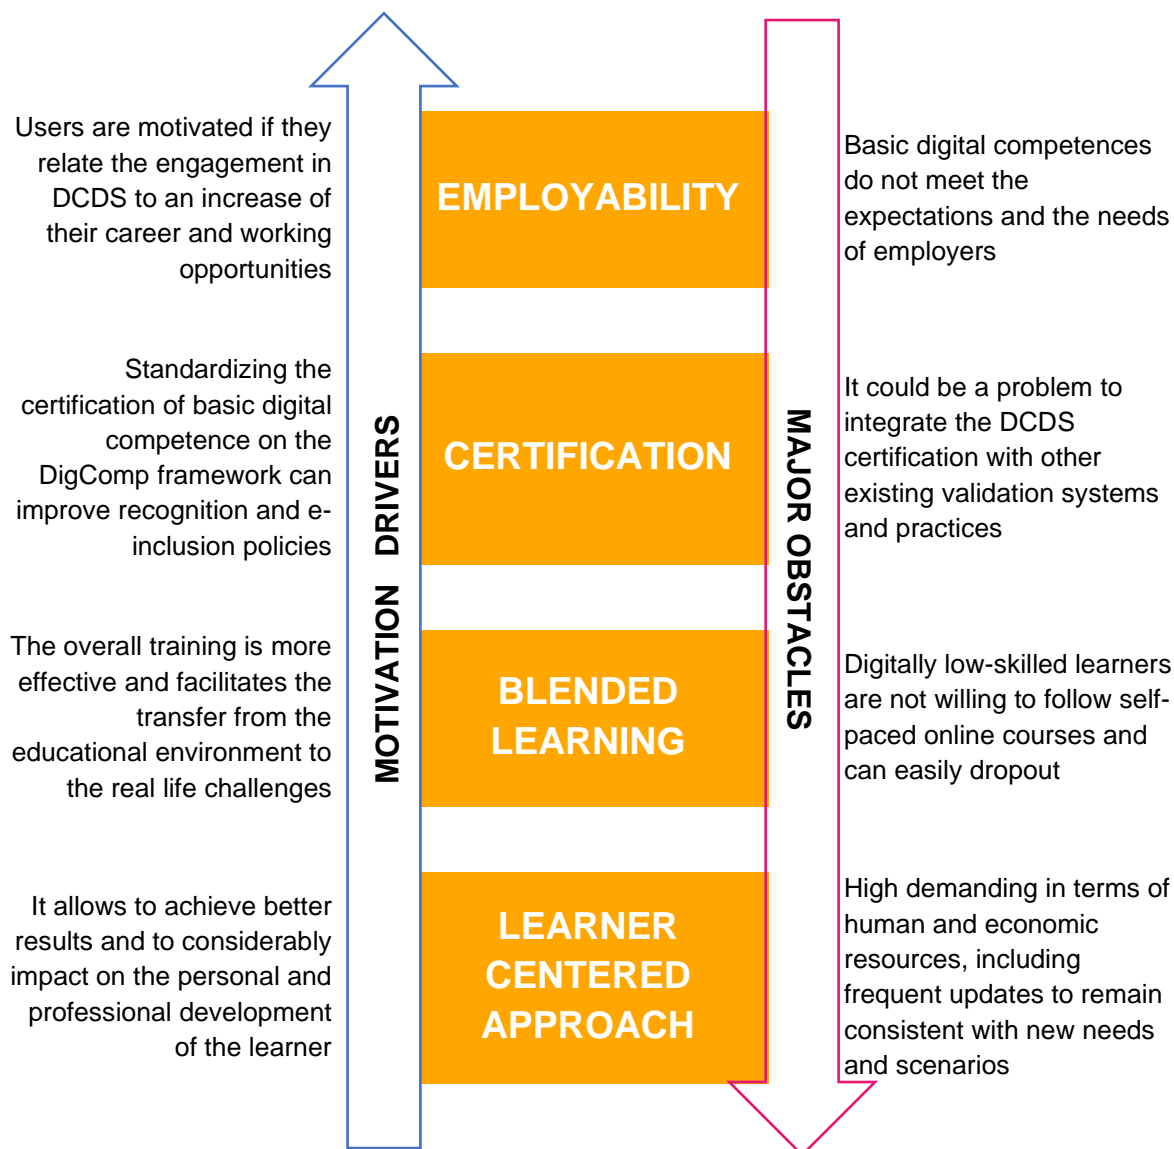 Users are motivated if they
relate the engagement in
DCDS to an increase of
their career and working
opportunities
EMPLOYABILITY
Basic digital competences
do not meet the
expectations and the needs
of employers
Standardizing the
certification of basic digital
competence on the
DigComp framework can
improve recognition and e-
inclusion policies
MOTIVATION DRIVERS
CERTIFICATION
MAJOR OBSTACLES
It could be a problem to
integrate the DCDS
certification with other
existing validation systems
and practices
The overall training is more
effective and facilitates the
transfer from the
educational environment to
the real life challenges
BLENDED
LEARNING
Digitally low-skilled learners
are not willing to follow self-
paced online courses and
can easily dropout
It allows to achieve better
results and to considerably
impact on the personal and
professional development
of the learner
LEARNER
CENTERED
APPROACH
High demanding in terms of
human and economic
resources, including
frequent updates to remain
consistent with new needs
and scenarios